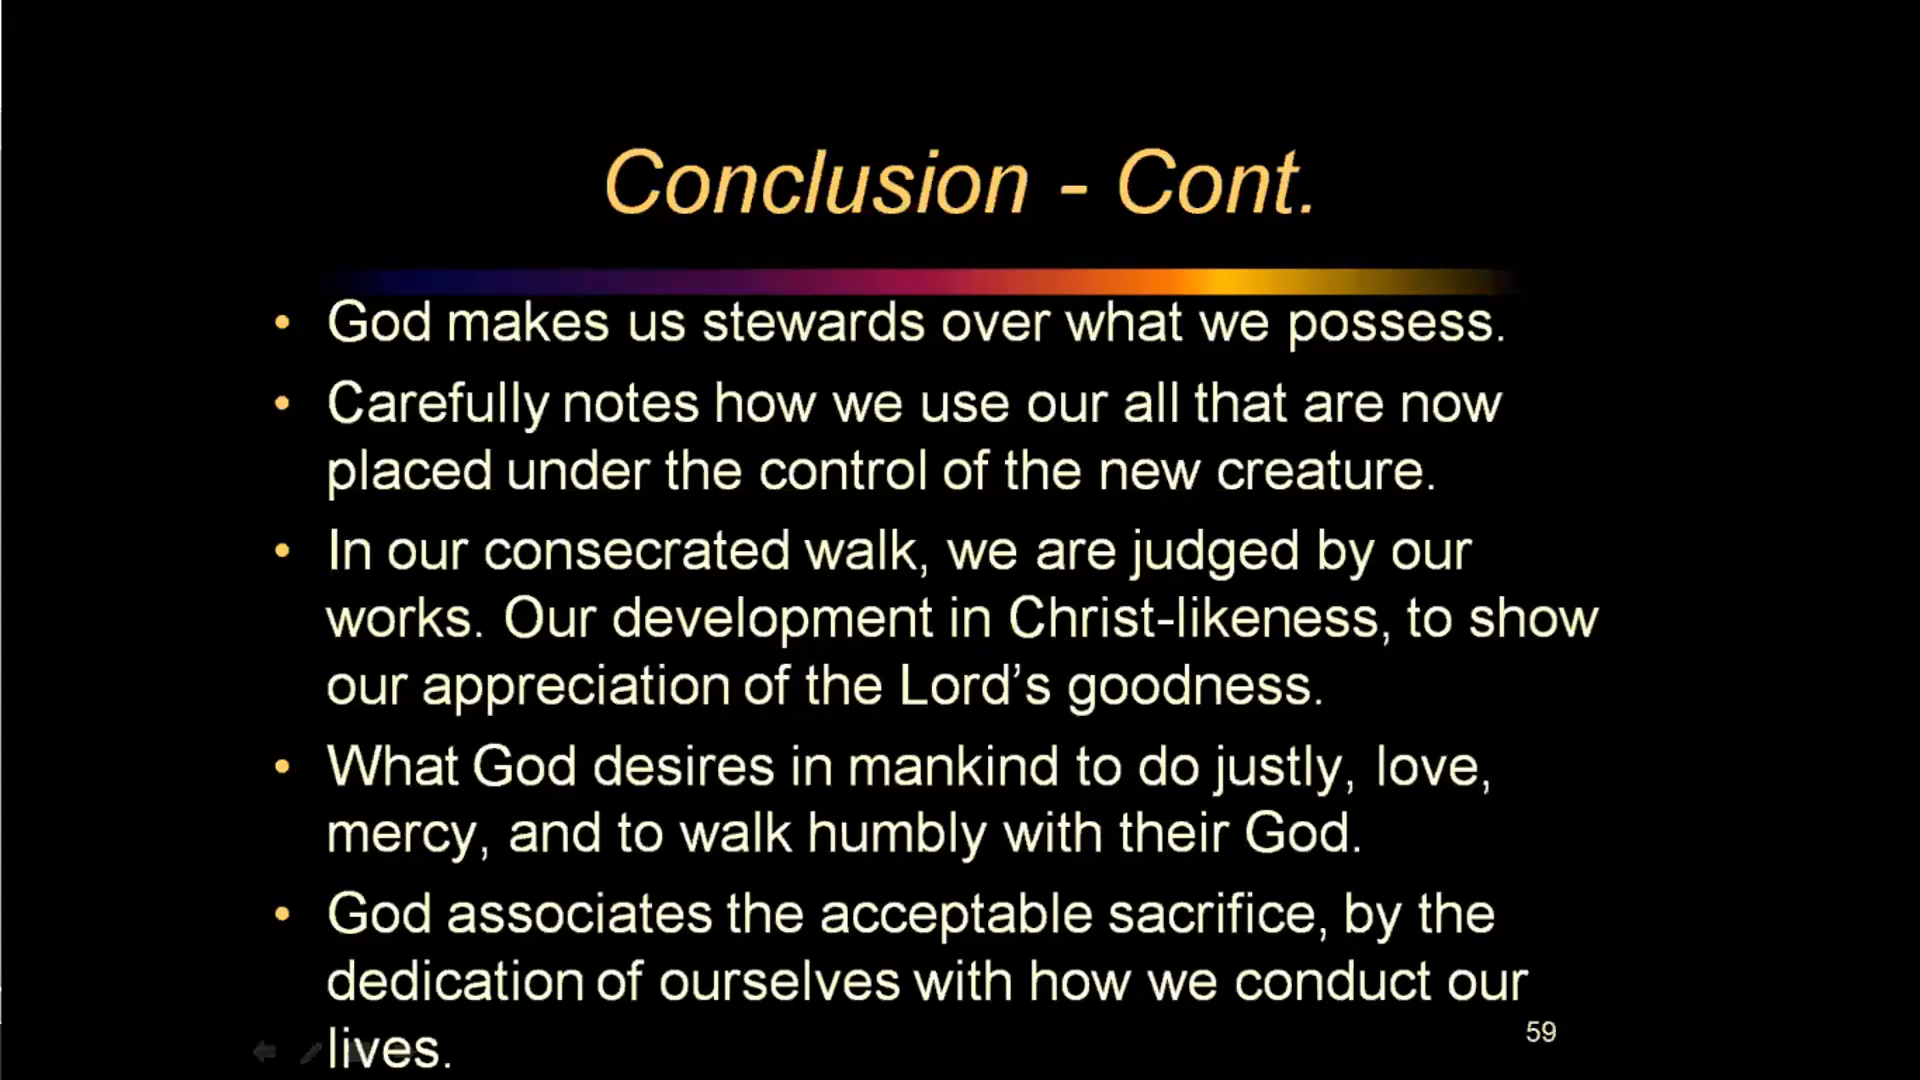 Conclusion - Cont.
• God makes us stewards over what we possess.
• Carefully notes how we use our all that are now
placed under the control of the new creature.
• In our consecrated walk, we are judged by our
works. Our development in Christ-likeness, to show
our appreciation of the Lord’s goodness.
• What God desires in mankind to do justly, love,
mercy, and to walk humbly with their God.
• God associates the acceptable sacrifice, by the
dedication of ourselves with how we conduct our
lives.
59